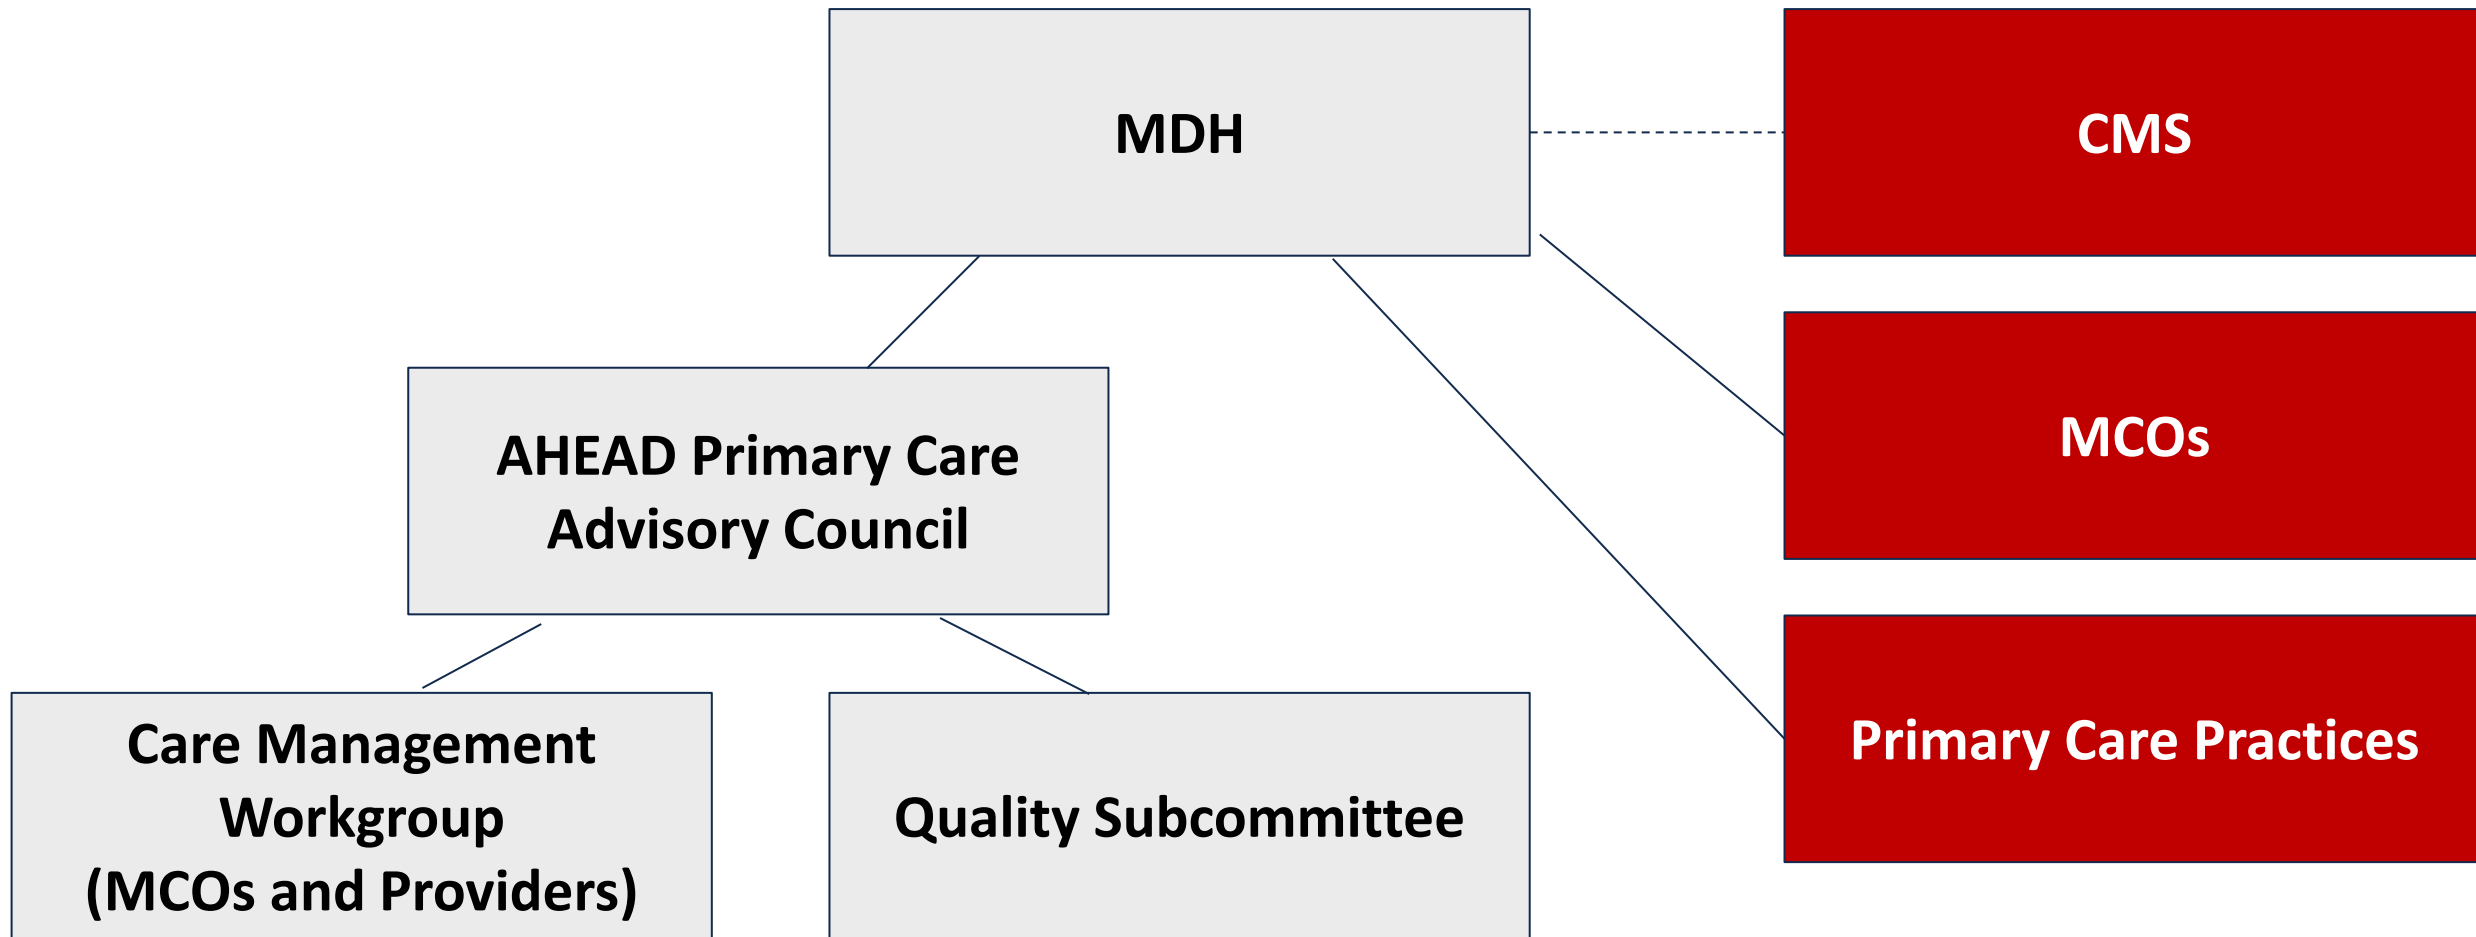 MDH
CMS
AHEAD Primary Care
Advisory Council
MCOs
Care Management
Workgroup
(MCOs and Providers)
Quality Subcommittee
Primary Care Practices